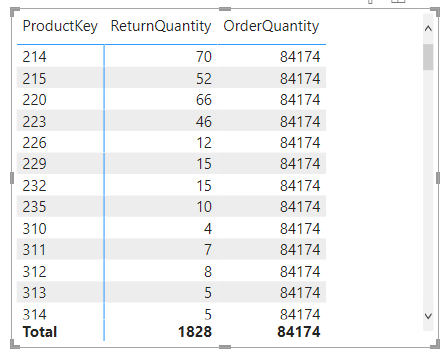 ProductKey ReturnQuantity OrderQuantity
214 70 84174
215 52 84174
220 66 84174
223 46 84174
226 12 84174
229 15 84174
232 15 84174
235 10 84174
310 4 84174
311 7 84174
312 8 84174
313 5 84174
314 5 84174
Total 1828 84174